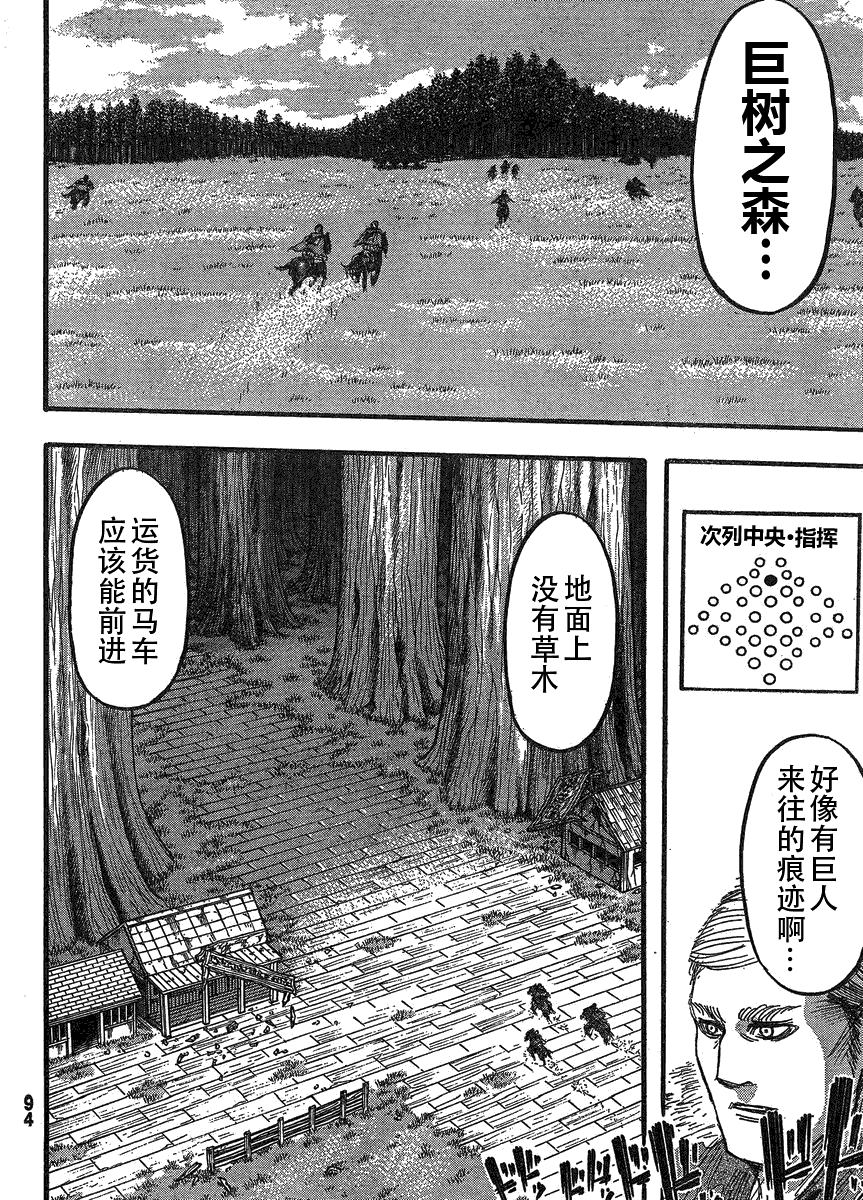 巨树之森…
次列中央·指挥
好像有巨人
来往的痕迹啊…
地面上
没有草木
运货的马车
应该能前进
94